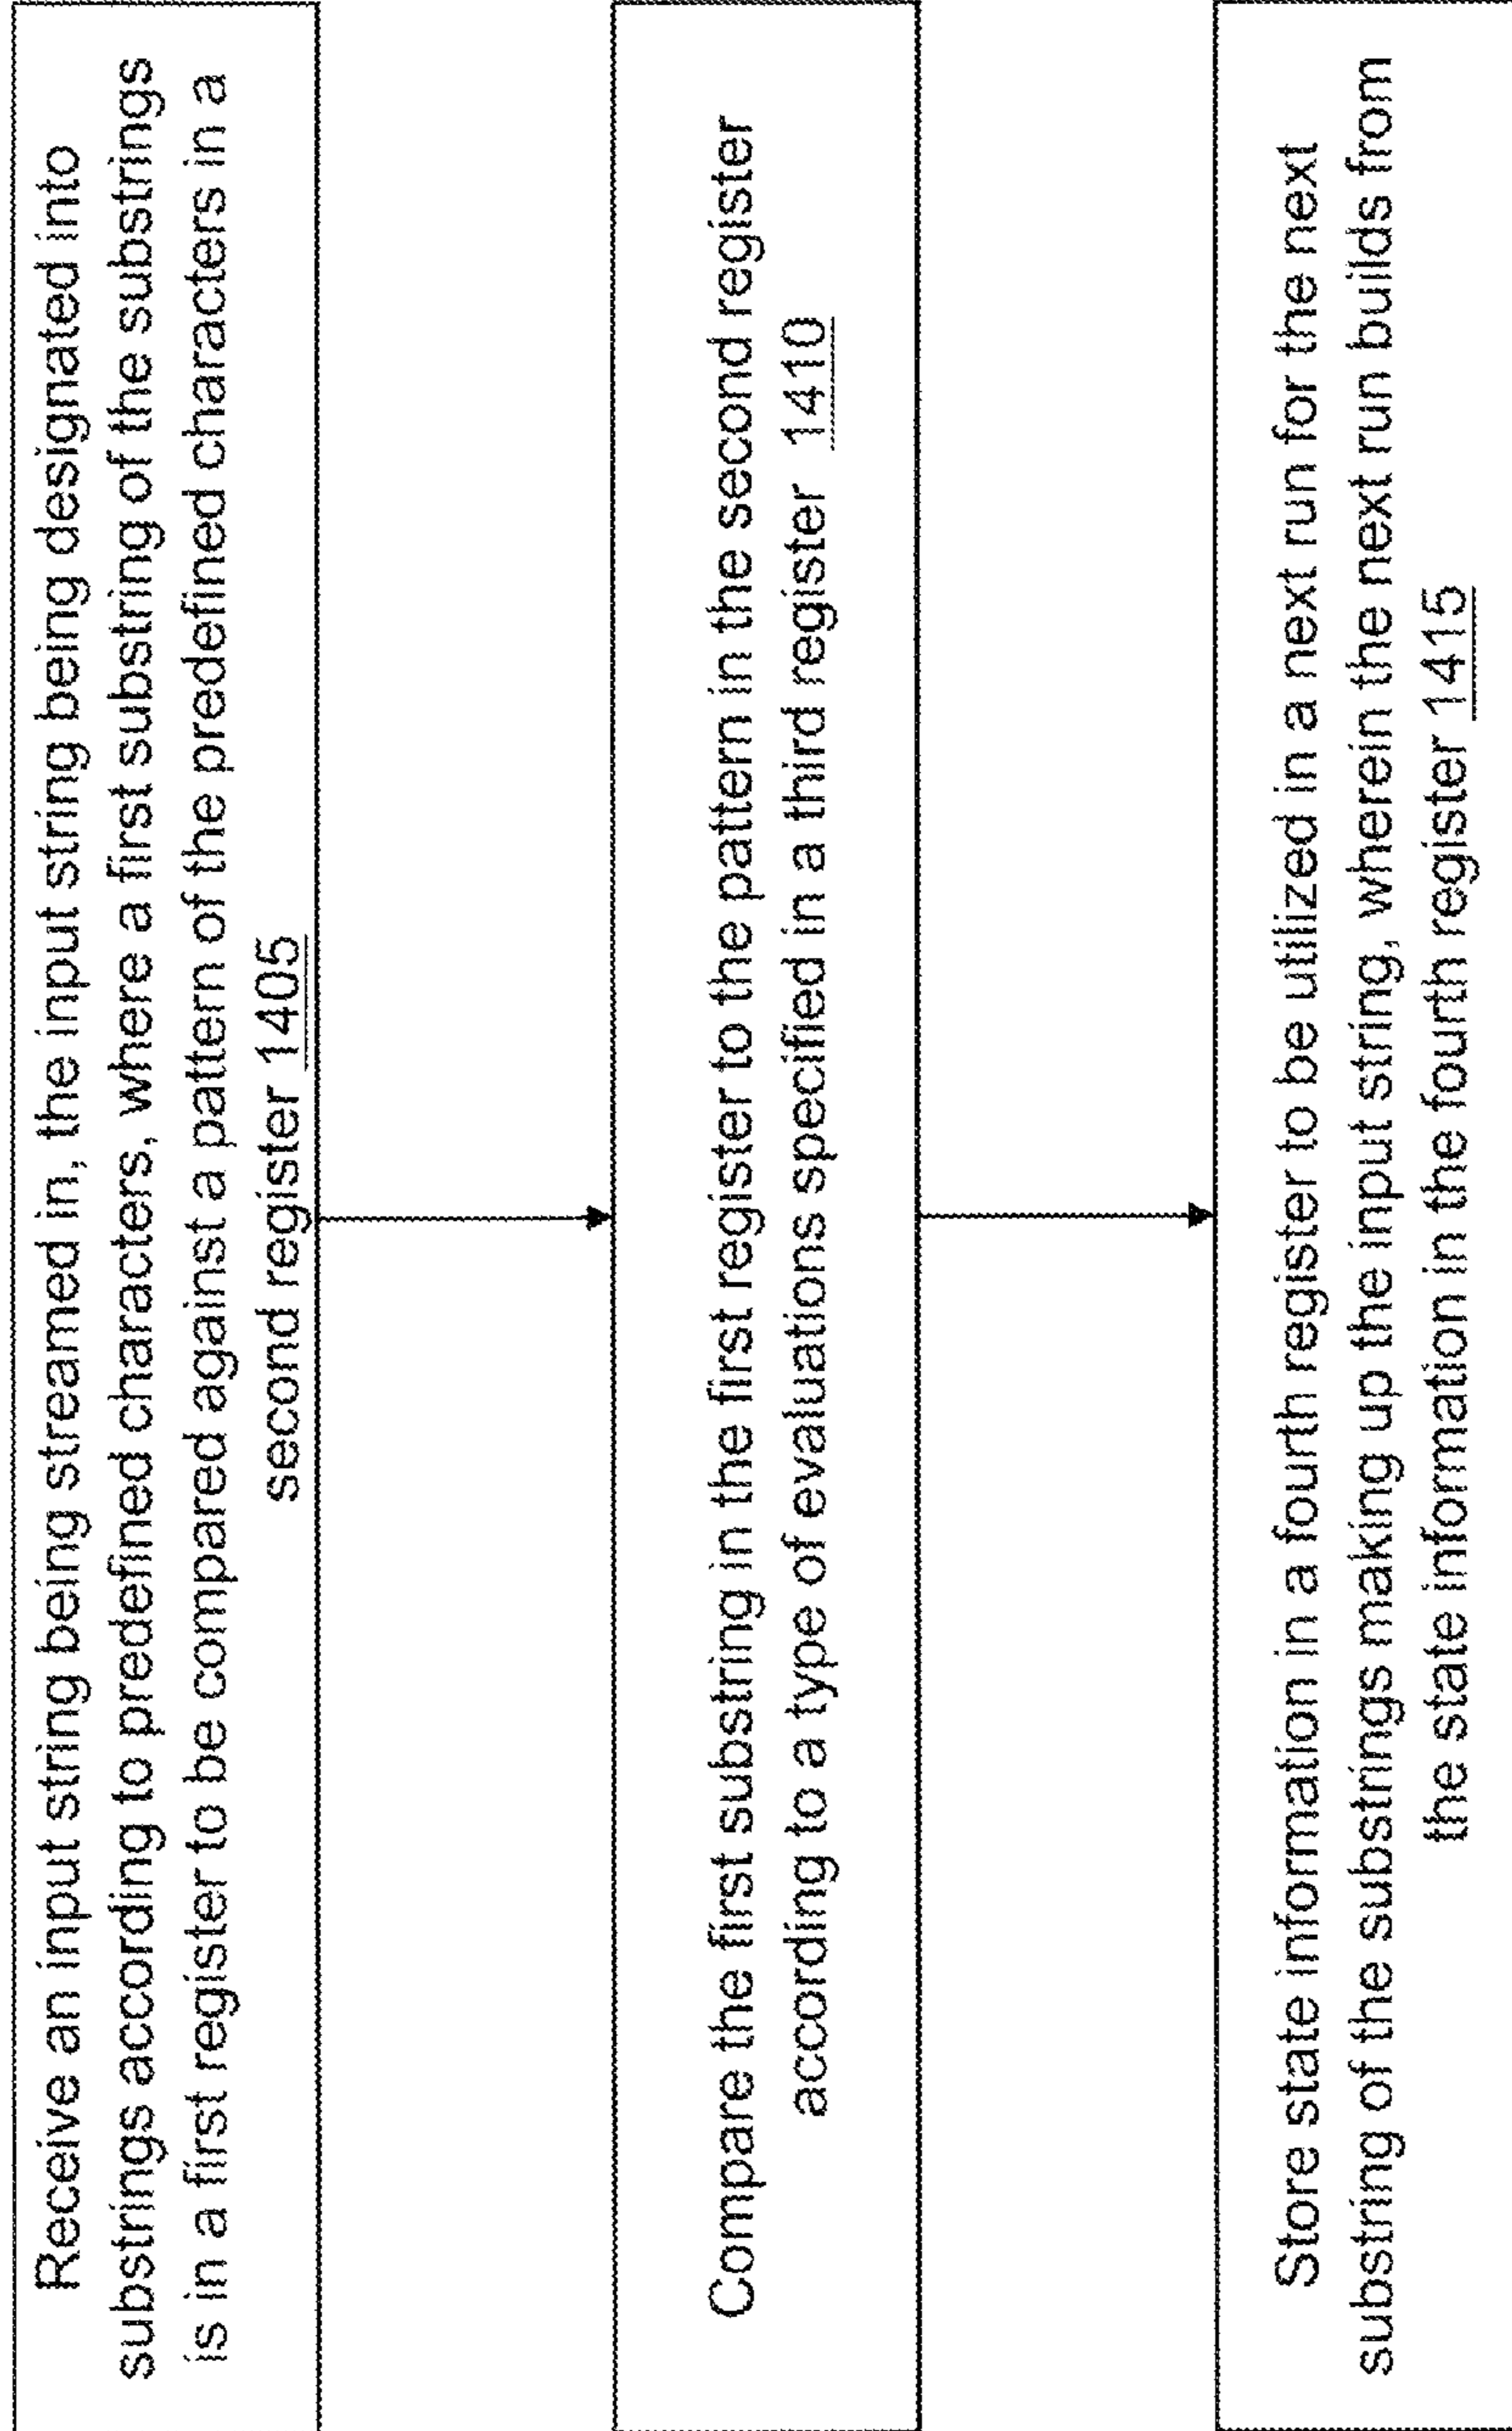 Receive an input string being streamed in, the input string being designated into
substrings according to predefined characters, where a first substring of the substrings
is in a first register to be compared against a pattern of the predefined characters in a
second register 1405
Compare the first substring in the first register to the pattern in the second register
according to a type of evaluations specified in a third register 1410
Store state information in a fourth register to be utilized in a next run for the next
substring of the substrings making up the input string, wherein the next run builds from
the state information in the fourth register 1415